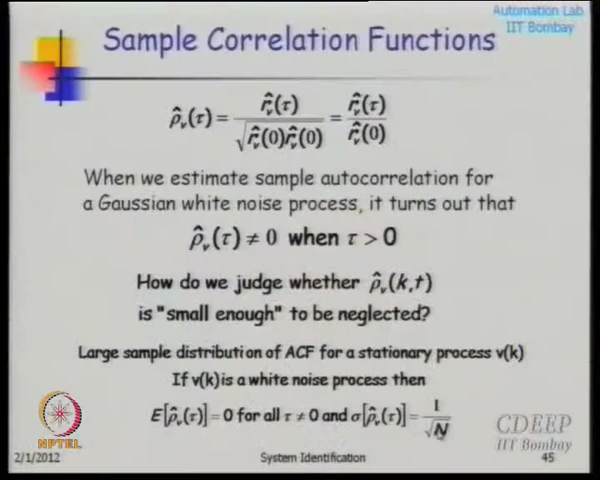 Automation Lab
IIT Bombay
Sample Correlation Functions
ρ̂ᵥ(τ) = r̂ᵥ(τ) / √(r̂ᵥ(0)r̂ᵥ(0)) = r̂ᵥ(τ) / r̂ᵥ(0)
When we estimate sample autocorrelation for
a Gaussian white noise process, it turns out that
ρ̂ᵥ(τ) ≠ 0 when τ > 0
How do we judge whether ρ̂ᵥ(k,t)
is "small enough" to be neglected?
Large sample distribution of ACF for a stationary process v(k)
If v(k) is a white noise process then
E[ρ̂ᵥ(τ)] = 0 for all τ ≠ 0 and σ[ρ̂ᵥ(τ)] = 1 / √N
NPTEL
CDEEP
IIT Bombay
2/1/2012
System Identification
45